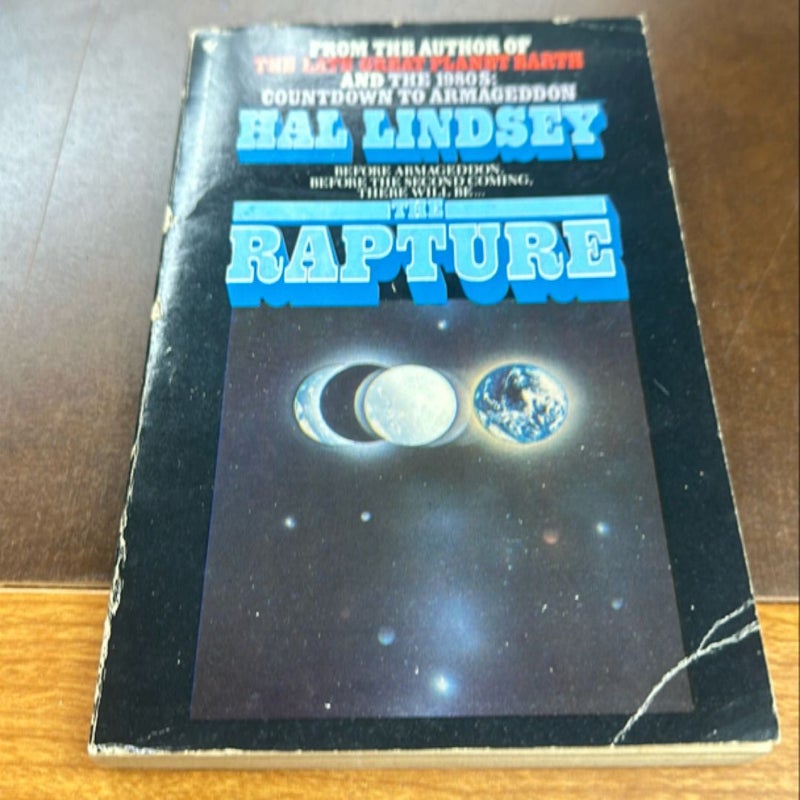 FROM THE AUTHOR OF
THE LATE GREAT PLANET EARTH
AND THE 1980S:
COUNTDOWN TO ARMAGEDDON
HAL LINDSEY
BEFORE ARMAGEDDON,
BEFORE THE SECOND COMING,
THERE WILL BE...
THE
RAPTURE